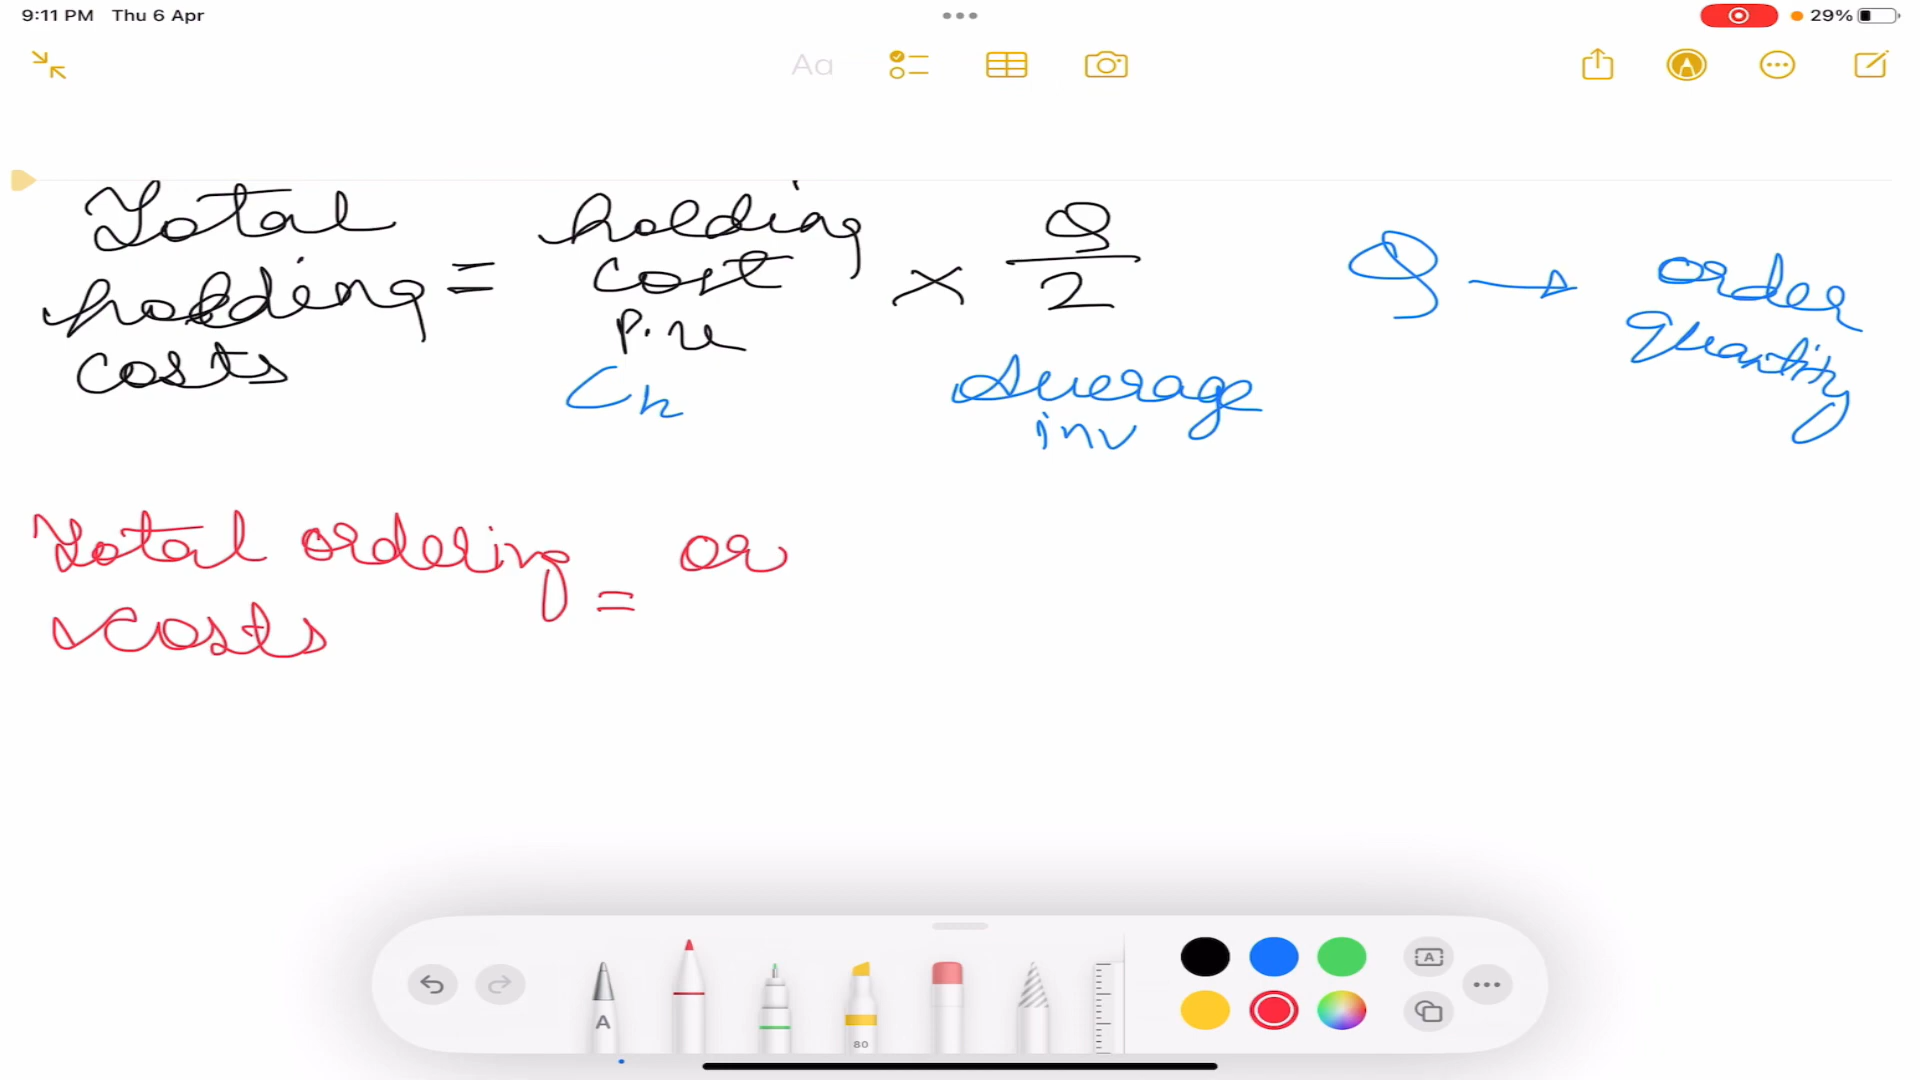 9:11 PM Thu 6 Apr
29%
Aa
Total holding costs = holding cost p.u × Q/2
Ch
Average inv
Q → order quantity
Total ordering costs = or
A
80
A